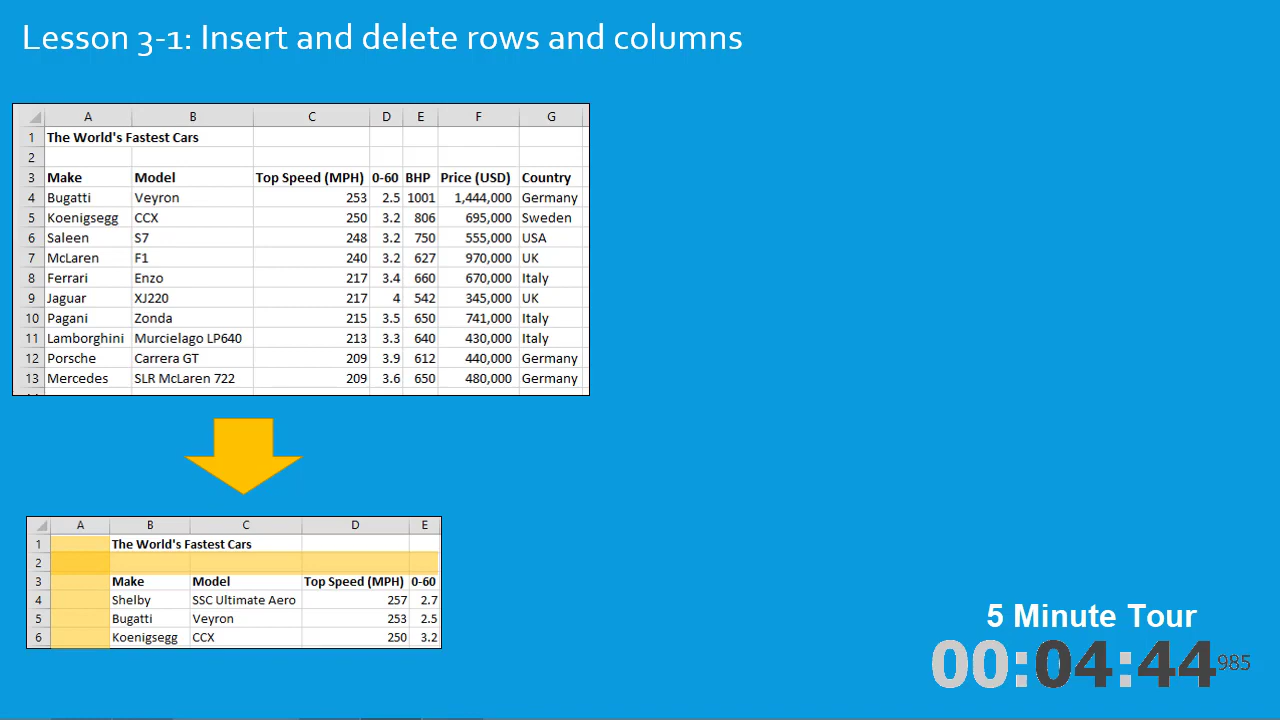 Lesson 3-1: Insert and delete rows and columns
A B C D E F G
1 The World's Fastest Cars
2
3 Make Model Top Speed (MPH) 0-60 BHP Price (USD) Country
4 Bugatti Veyron 253 2.5 1001 1,444,000 Germany
5 Koenigsegg CCX 250 3.2 806 695,000 Sweden
6 Saleen S7 248 3.2 750 555,000 USA
7 McLaren F1 240 3.2 627 970,000 UK
8 Ferrari Enzo 217 3.4 660 670,000 Italy
9 Jaguar XJ220 217 4 542 345,000 UK
10 Pagani Zonda 215 3.5 650 741,000 Italy
11 Lamborghini Murcielago LP640 213 3.3 640 430,000 Italy
12 Porsche Carrera GT 209 3.9 612 440,000 Germany
13 Mercedes SLR McLaren 722 209 3.6 650 480,000 Germany
A B C D E
1 The World's Fastest Cars
2
3 Make Model Top Speed (MPH) 0-60
4 Shelby SSC Ultimate Aero 257 2.7
5 Bugatti Veyron 253 2.5
6 Koenigsegg CCX 250 3.2
5 Minute Tour
00:04:44 985